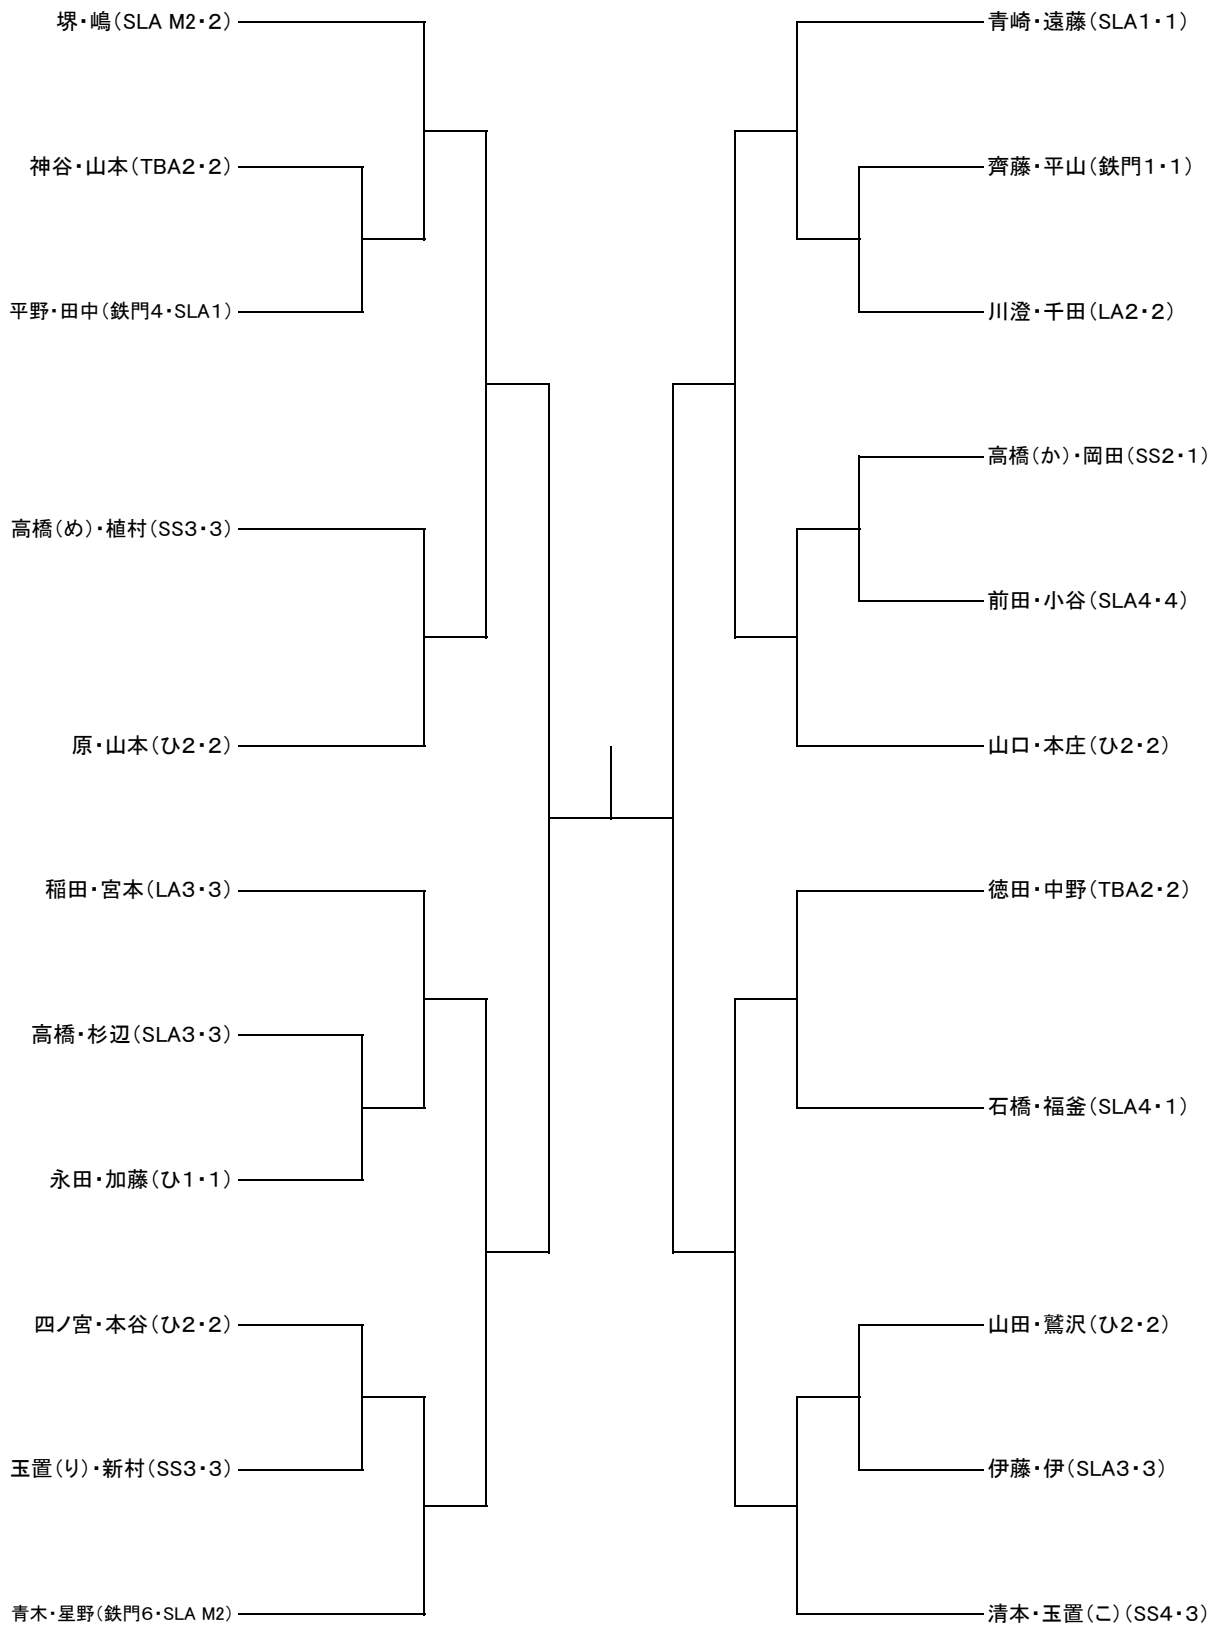 堺・嶋（SLA M2・２）
神谷・山本（TBA２・２）
平野・田中（鉄門４・SLA１）
高橋（め）・植村（SS３・３）
原・山本（ひ２・２）
稲田・宮本（LA３・３）
高橋・杉辺（SLA３・３）
永田・加藤（ひ１・１）
四ノ宮・本谷（ひ２・２）
玉置（り）・新村（SS３・３）
青木・星野（鉄門６・SLA M2）
青崎・遠藤（SLA１・１）
齊藤・平山（鉄門１・１）
川澄・千田（LA２・２）
高橋（か）・岡田（SS２・１）
前田・小谷（SLA４・４）
山口・本庄（ひ２・２）
徳田・中野（TBA２・２）
石橋・福釜（SLA４・１）
山田・鷲沢（ひ２・２）
伊藤・伊（SLA３・３）
清本・玉置（こ）（SS４・３）